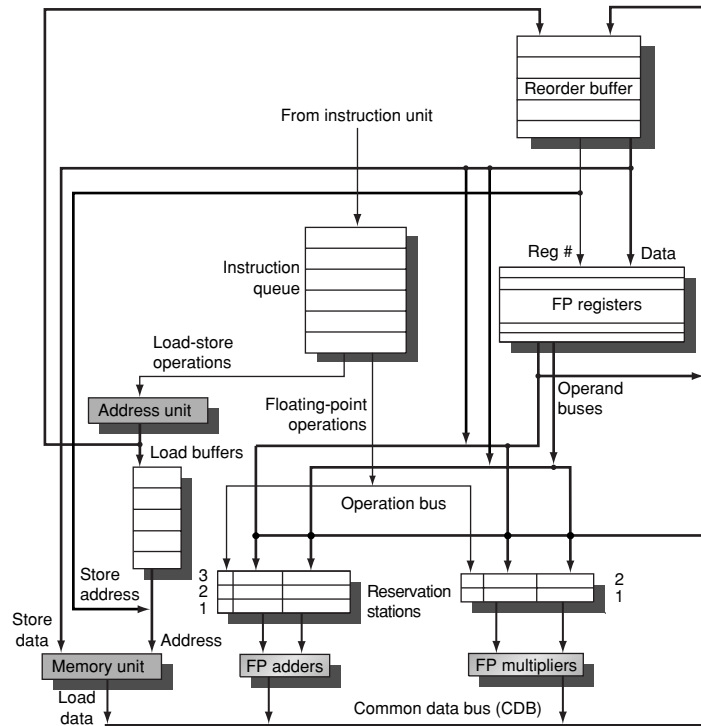 Reorder buffer
From instruction unit
Reg #
Data
Instruction
queue
FP registers
Load-store
operations
Operand
buses
Address unit
Floating-point
operations
Load buffers
Operation bus
3
2
1
Reservation
stations
2
1
Store
address
Store
data
Address
Memory unit
FP adders
FP multipliers
Load
data
Common data bus (CDB)